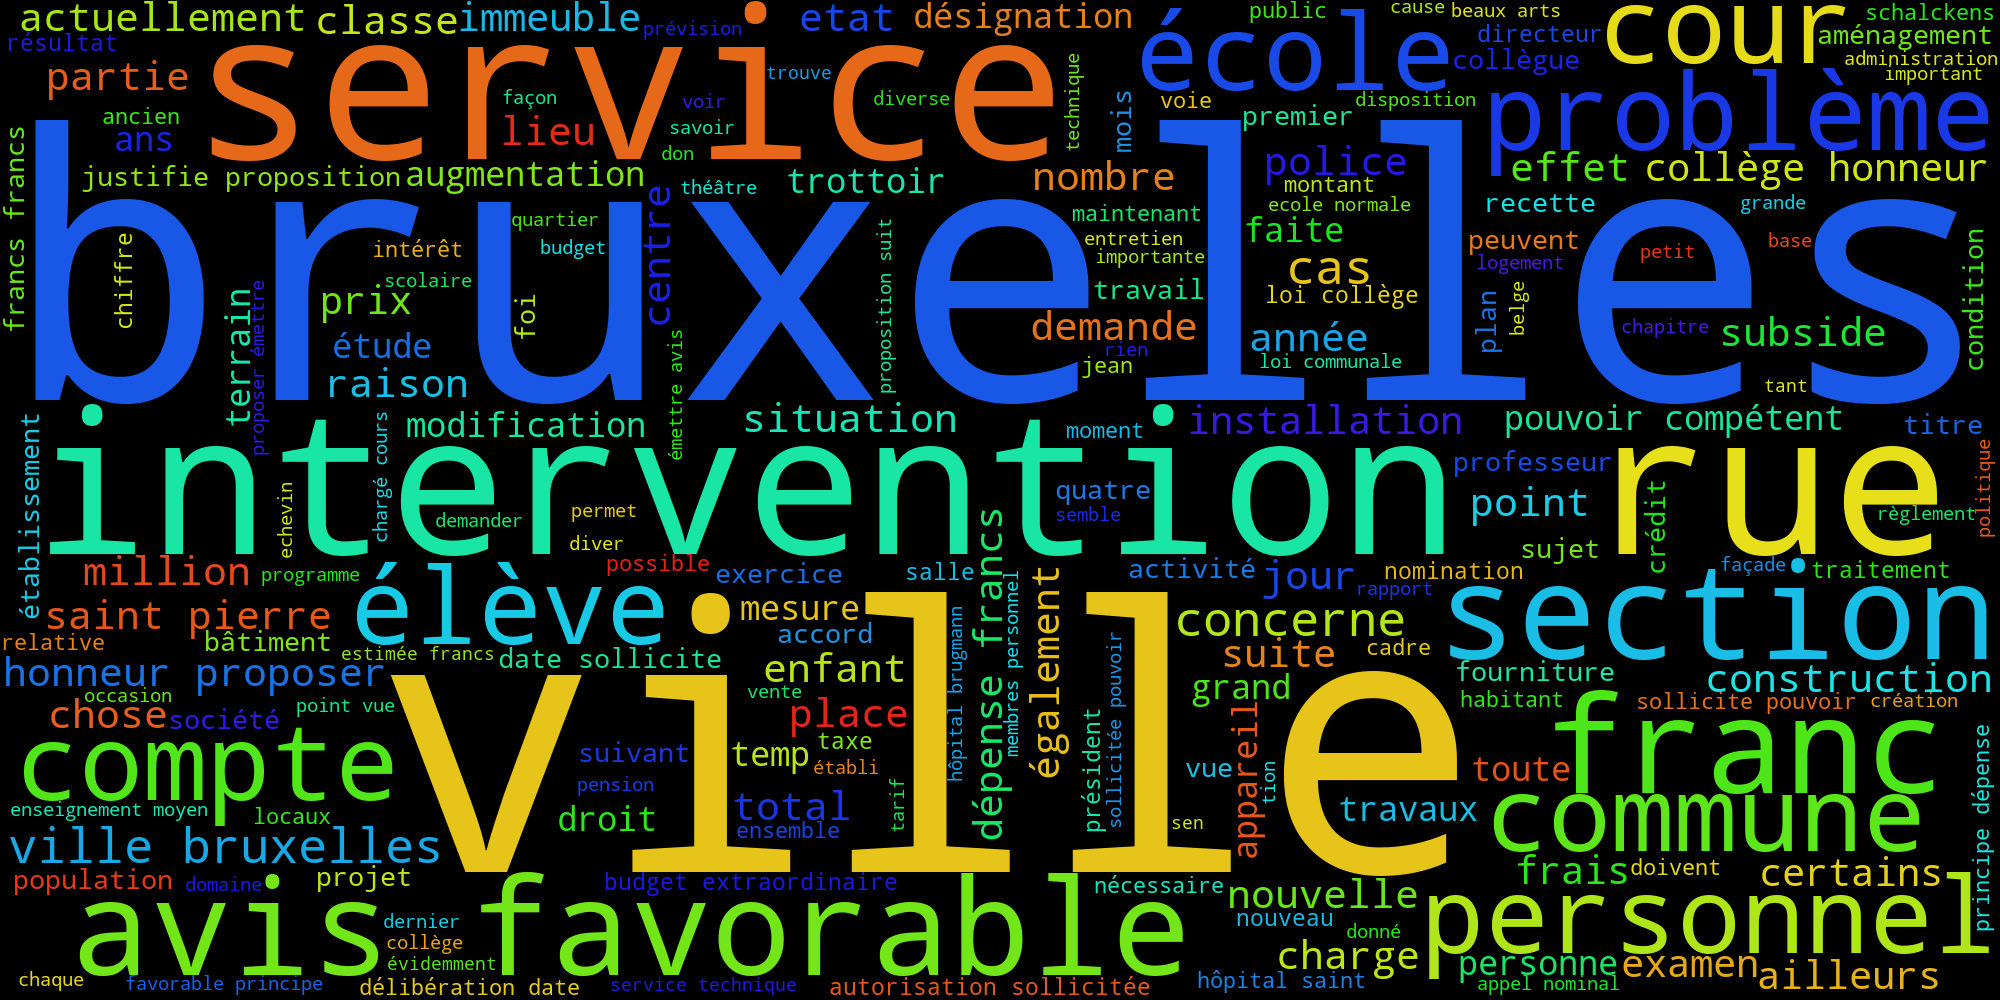 actuellement
classe
immeuble
prévision
etat
désignation
public
cause
beaux arts
schalckens
résultat
partie
service
trouve
technique
école
directeur
collègue
cour
aménagement
administration
important
ancien
ans
façon
lieu
voir
savoir
don
diverse
mois
voie
premier
disposition
problème
francs francs
justifie proposition
augmentation
théâtre
trottoir
nombre
police
montant
ecole normale
effet
collège honneur
recette
grande
bruxelles
chiffre
intérêt
scolaire
quartier
budget
centre
proposition suit
maintenant
entretien
importante
travail
faite
cas
loi collège
peuvent
logement
petit
base
condition
terrain
proposer émettre
prix
étude
raison
foi
émettre avis
demande
rien
jean
année
loi communale
plan
belge
chapitre
subside
tant
établissement
chargé cours
modification
situation
moment
installation
pouvoir compétent
titre
politique
intervention
echevin
demander
permet
diver
quatre
semble
professeur
point
rue
crédit
règlement
sujet
million
programme
possible
exercice
salle
dépense francs
membres personnel
activité
jour
rapport
nomination
façade
traitement
saint pierre
relative
bâtiment
élève
estimée francs
date sollicite
mesure
accord
hôpital brugmann
également
sollicitée pouvoir
concerne
suite
cadre
section
honneur proposer
occasion
chose
société
point vue
enfant
vente
place
grand
fourniture
habitant
construction
sollicite pouvoir
création
compte
ville
suivant
pension
temp
taxe
établi
tarif
président
vue
appareil
tion
toute
franc
principe dépense
enseignement moyen
locaux
droit
total
ensemble
sen
travaux
commune
ville bruxelles
population
domaine
projet
budget extraordinaire
nécessaire
nouvelle
nouveau
donné
frais
doivent
certains
avis favorable
dernier
collège
évidemment
charge
personnel
personne
examen
ailleurs
chaque
favorable principe
délibération date
service technique
autorisation sollicitée
hôpital saint
appel nominal